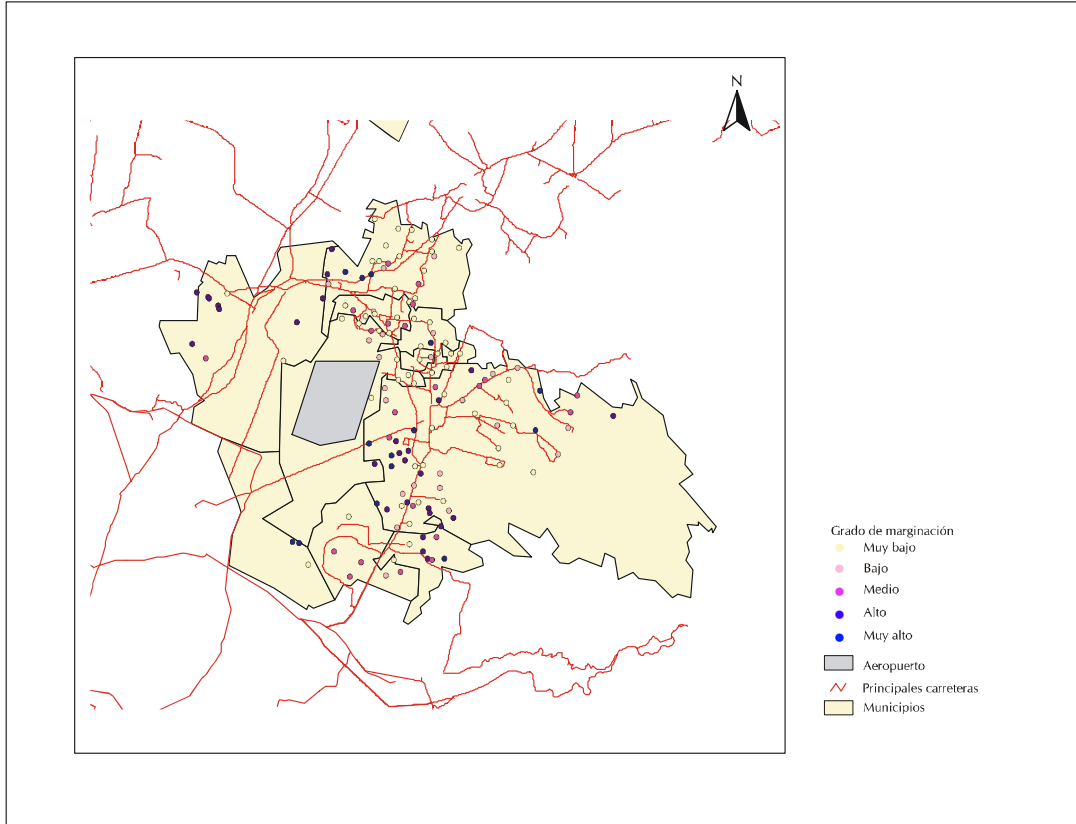 N
Grado de marginación
Muy bajo
Bajo
Medio
Alto
Muy alto
Aeropuerto
Principales carreteras
Municipios